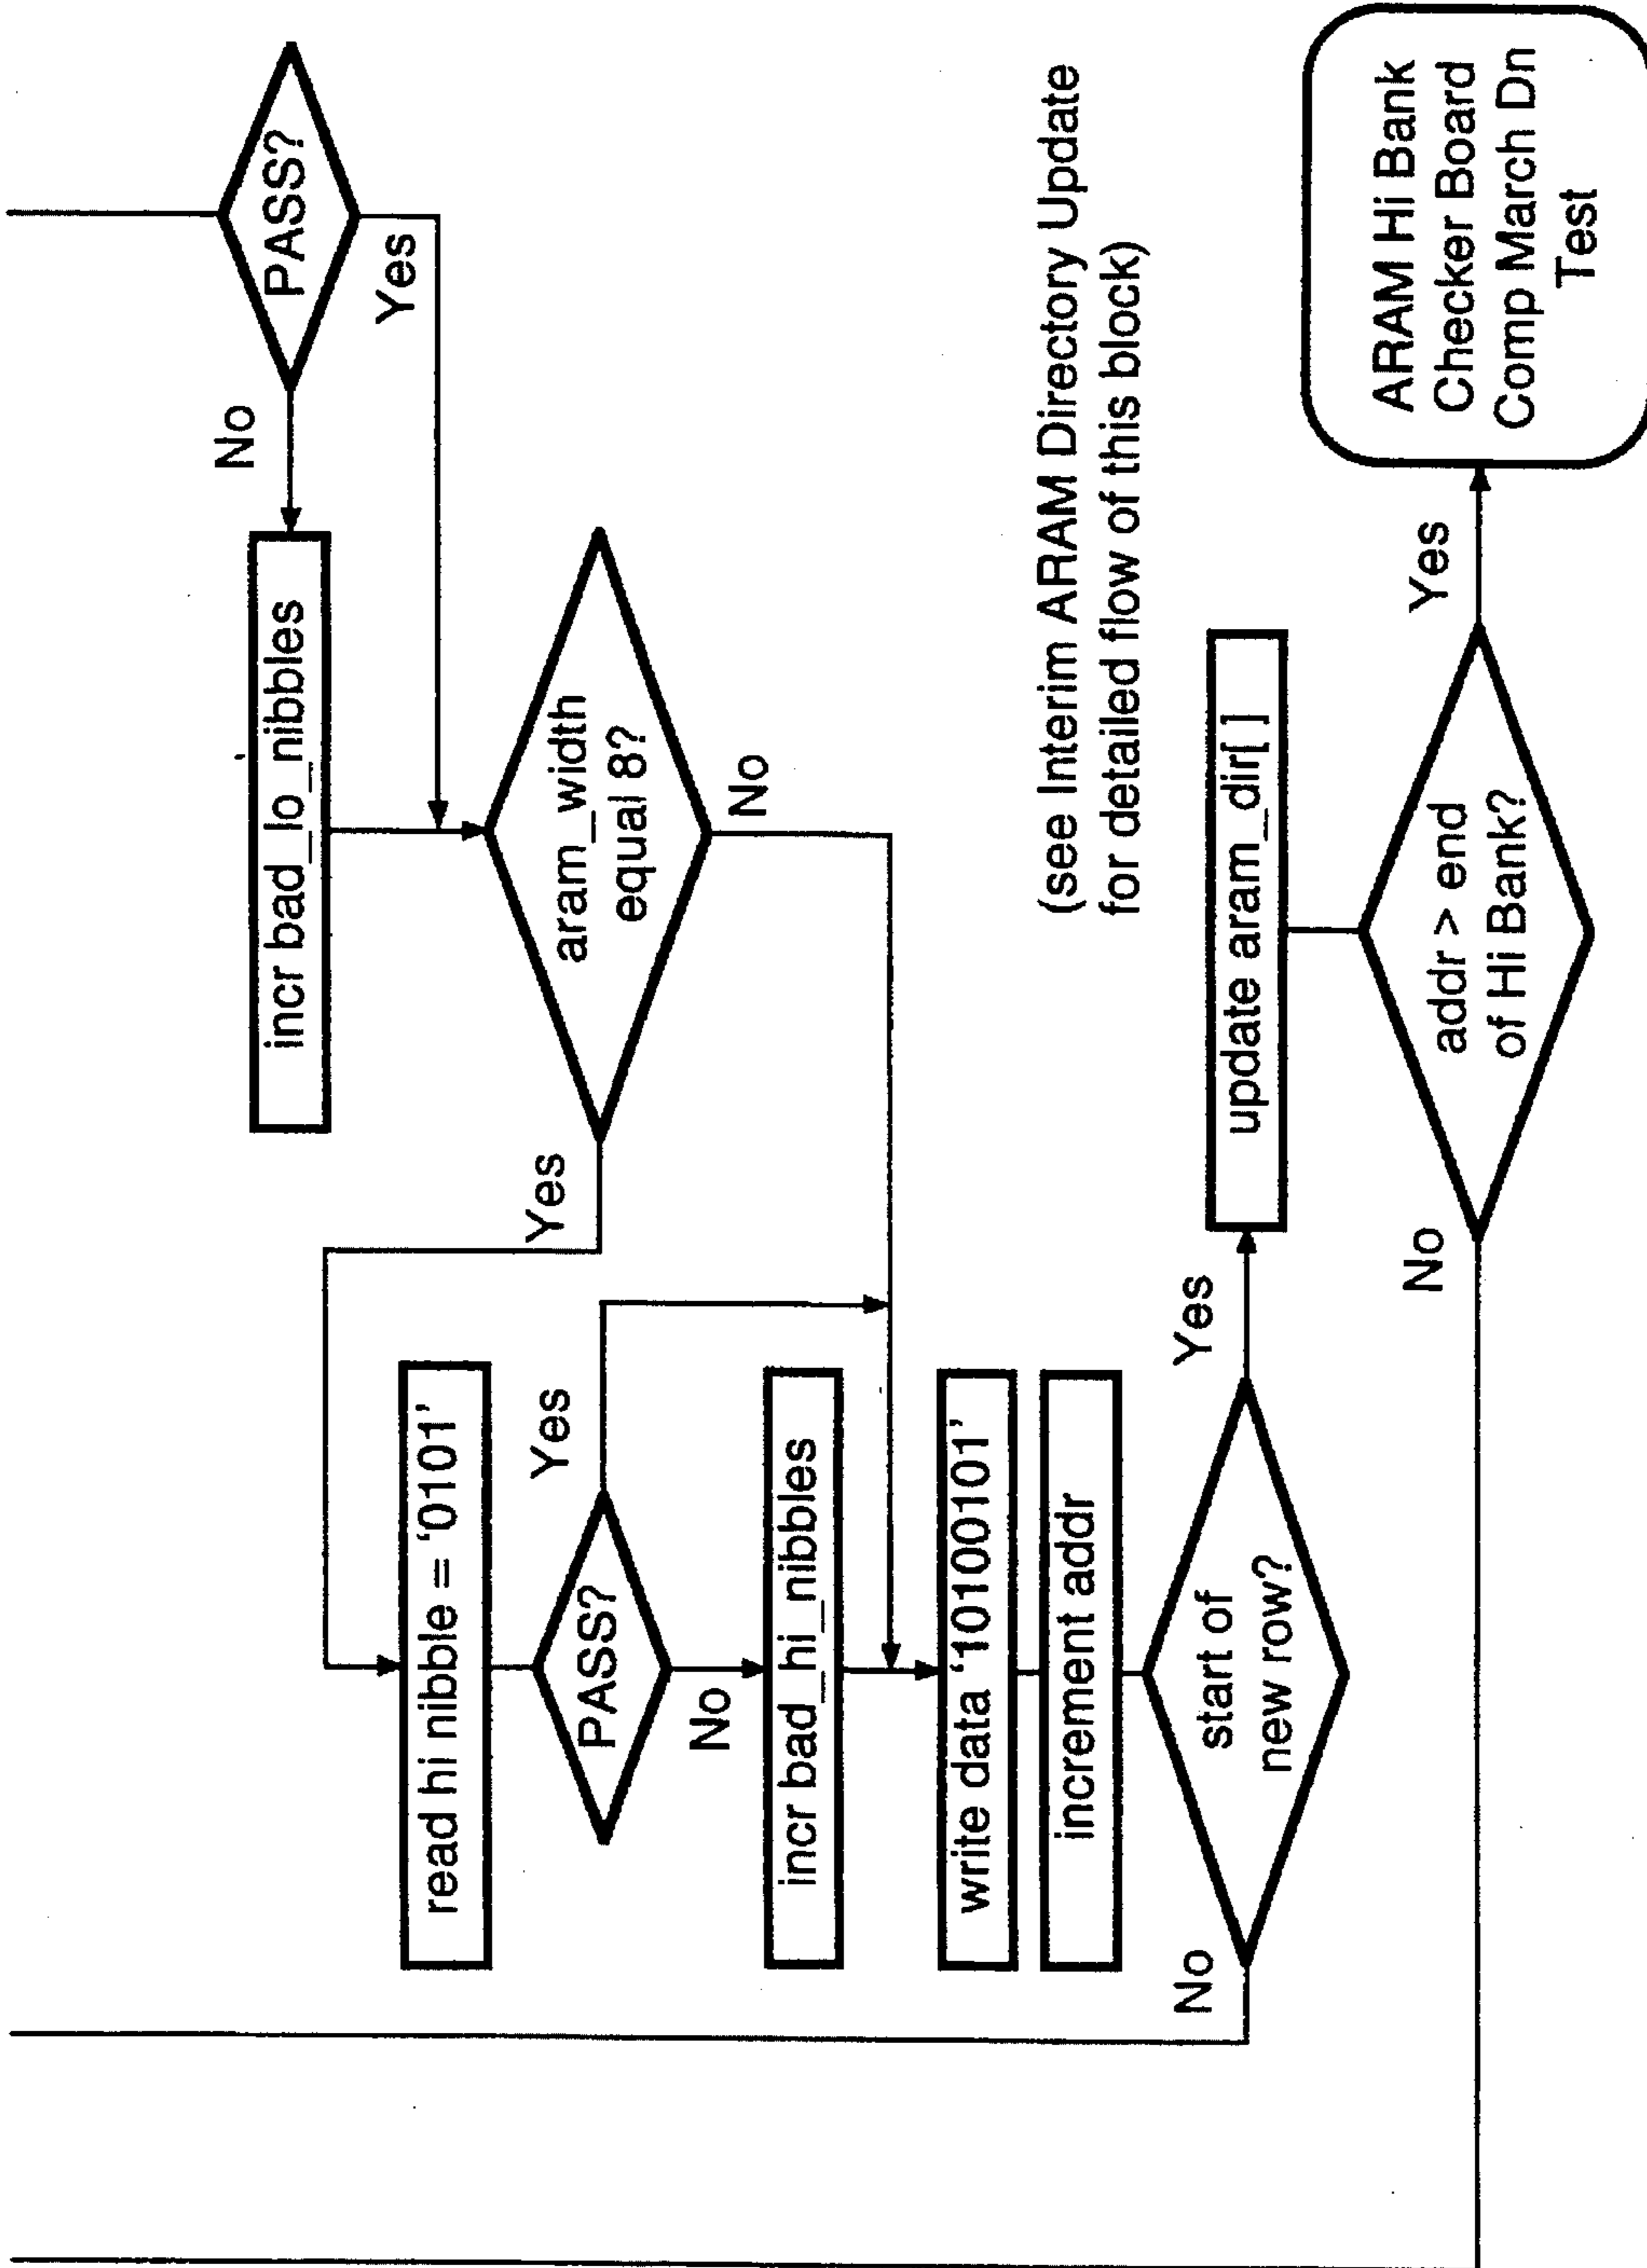 PASS?
No
Yes
incr bad_lo_nibbles
aram_width
equal 8?
Yes
No
read hi nibble = ‘0101’
PASS?
Yes
No
incr bad_hi_nibbles
write data ‘10100101’
increment addr
start of
new row?
No
Yes
(see Interim ARAM Directory Update
for detailed flow of this block)
update aram_dir[ ]
addr > end
of Hi Bank?
No
Yes
ARAM Hi Bank
Checker Board
Comp March Dn
Test